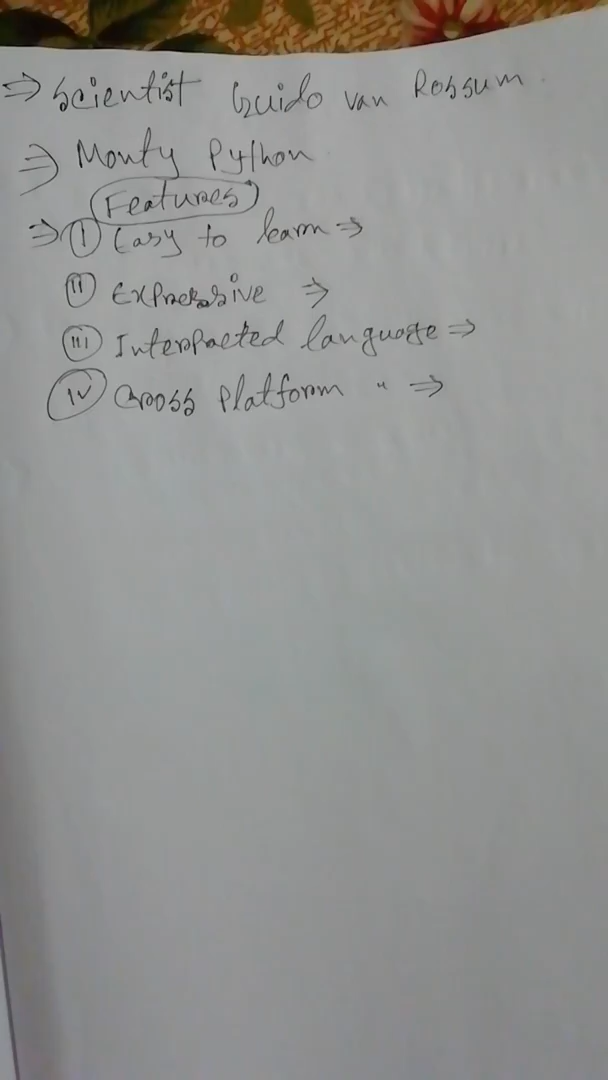 ⇒ Scientist Guido van Rossum.
⇒ Monty Python
Features
⇒ (I) Easy to learn ⇒
(II) Expressive ⇒
(III) Interpreted language ⇒
(IV) Cross Platform " ⇒